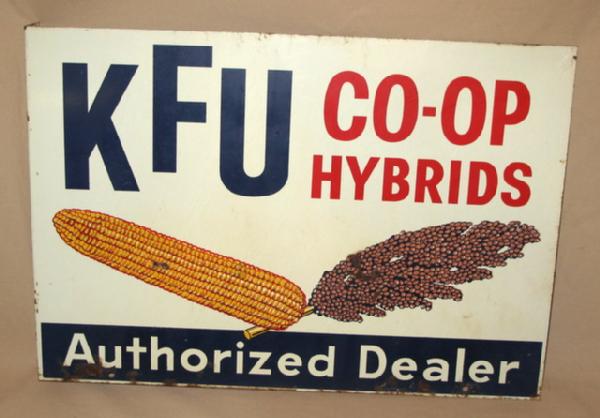 KFU
CO-OP
HYBRIDS
Authorized Dealer